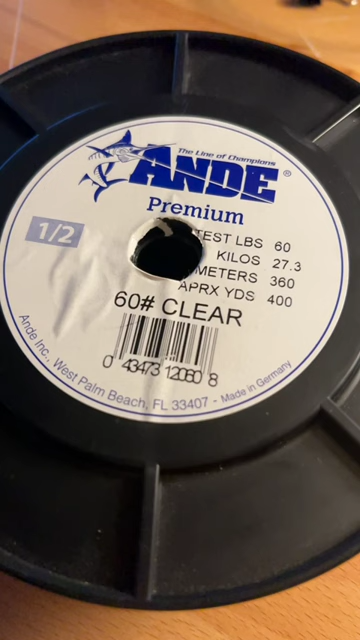 The Line of Champions
ANDE®
Premium
1/2
TEST LBS 60
KILOS 27.3
METERS 360
APRX YDS 400
60# CLEAR
0 43473 12060 8
Ande Inc., West Palm Beach, FL 33407 - Made in Germany